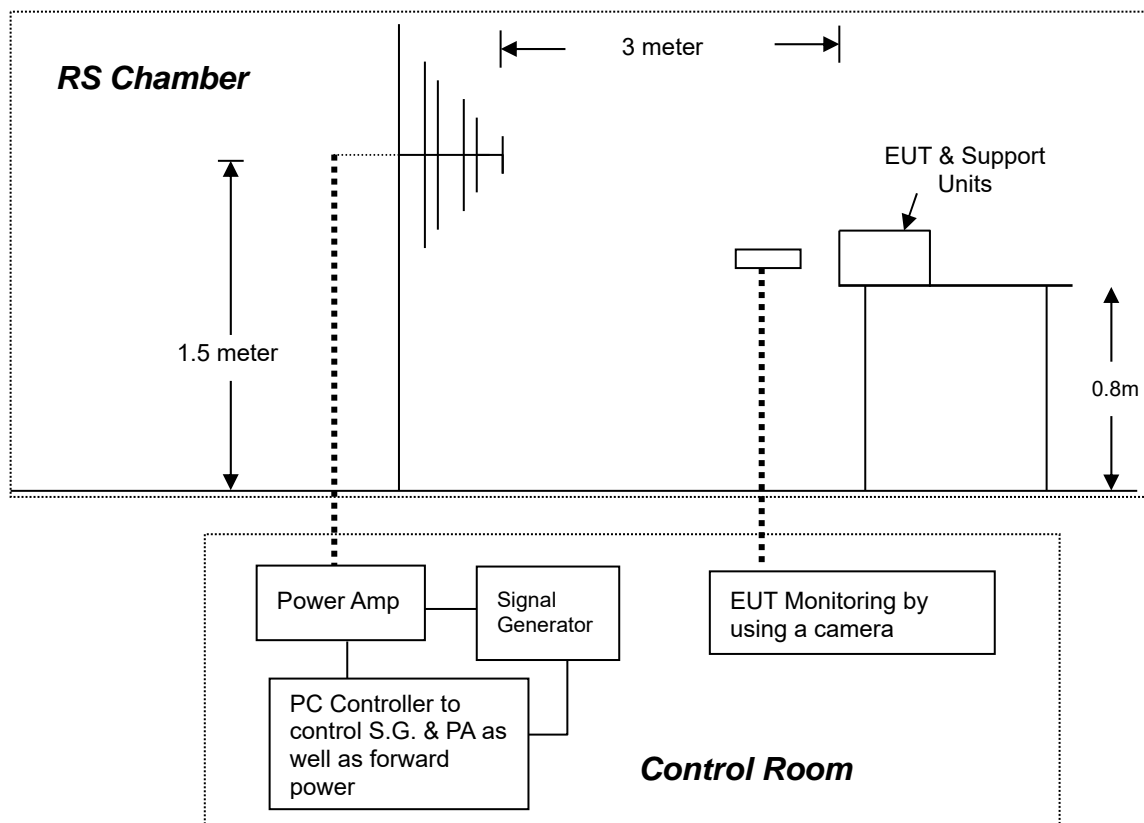 3 meter
RS Chamber
EUT & Support
Units
1.5 meter
0.8m
Power Amp
Signal
Generator
EUT Monitoring by
using a camera
PC Controller to
control S.G. & PA as
well as forward
power
Control Room